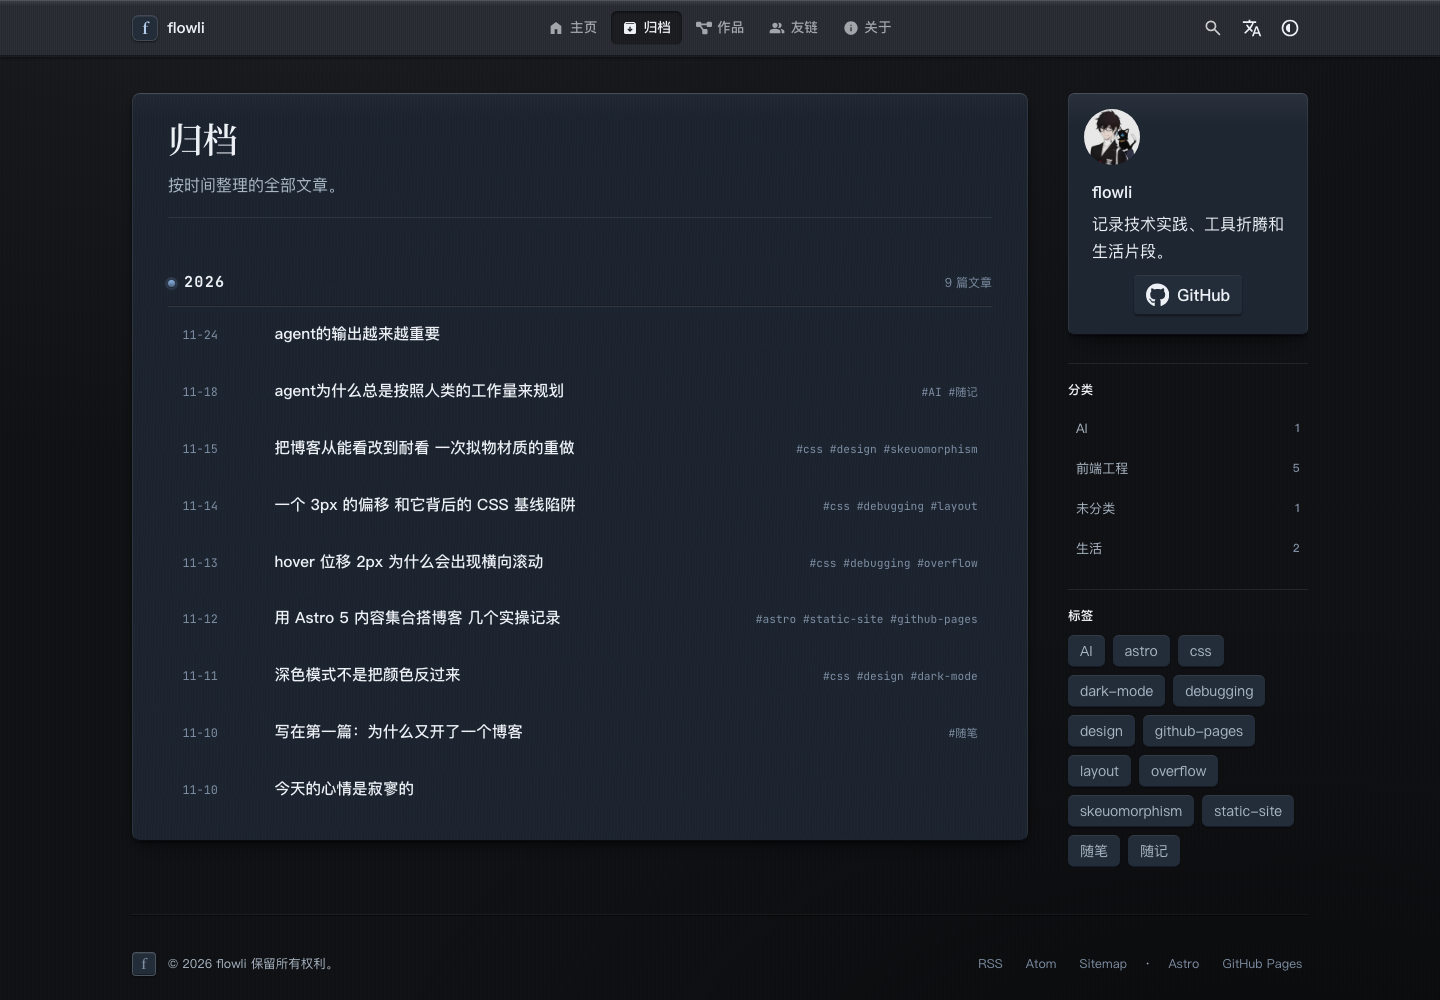 f flowli 主页 归档 作品 友链 关于
归档
按时间整理的全部文章。
2026 9 篇文章
11-24 agent的输出越来越重要
11-18 agent为什么总是按照人类的工作量来规划 #AI #随记
11-15 把博客从能看改到耐看 一次拟物材质的重做 #css #design #skeuomorphism
11-14 一个 3px 的偏移 和它背后的 CSS 基线陷阱 #css #debugging #layout
11-13 hover 位移 2px 为什么会出现横向滚动 #css #debugging #overflow
11-12 用 Astro 5 内容集合搭博客 几个实操记录 #astro #static-site #github-pages
11-11 深色模式不是把颜色反过来 #css #design #dark-mode
11-10 写在第一篇：为什么又开了一个博客 #随笔
11-10 今天的心情是寂寥的
flowli
记录技术实践、工具折腾和
生活片段。
GitHub
分类
AI 1
前端工程 5
未分类 1
生活 2
标签
AI astro css
dark-mode debugging
design github-pages
layout overflow
skeuomorphism static-site
随笔 随记
f © 2026 flowli 保留所有权利。 RSS Atom Sitemap · Astro GitHub Pages